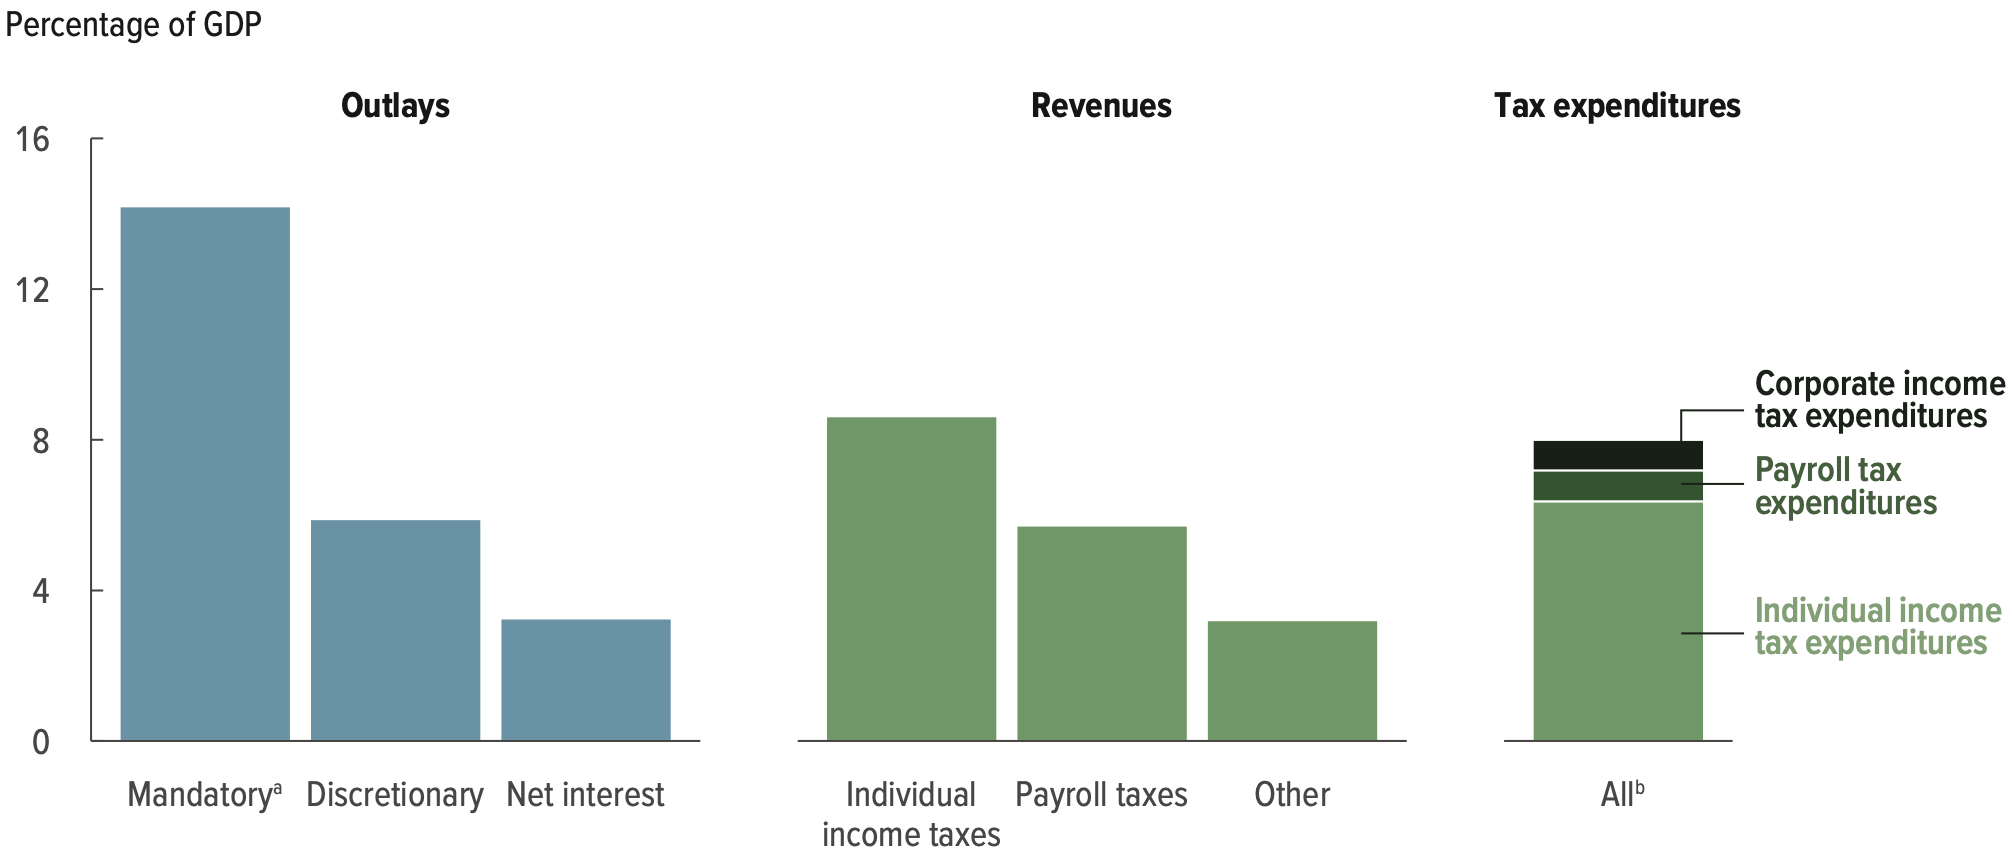 Percentage of GDP
Outlays
Revenues
Tax expenditures
16
12
8
4
0
Mandatoryᵃ
Discretionary
Net interest
Individual
income taxes
Payroll taxes
Other
Allᵇ
Corporate income
tax expenditures
Payroll tax
expenditures
Individual income
tax expenditures